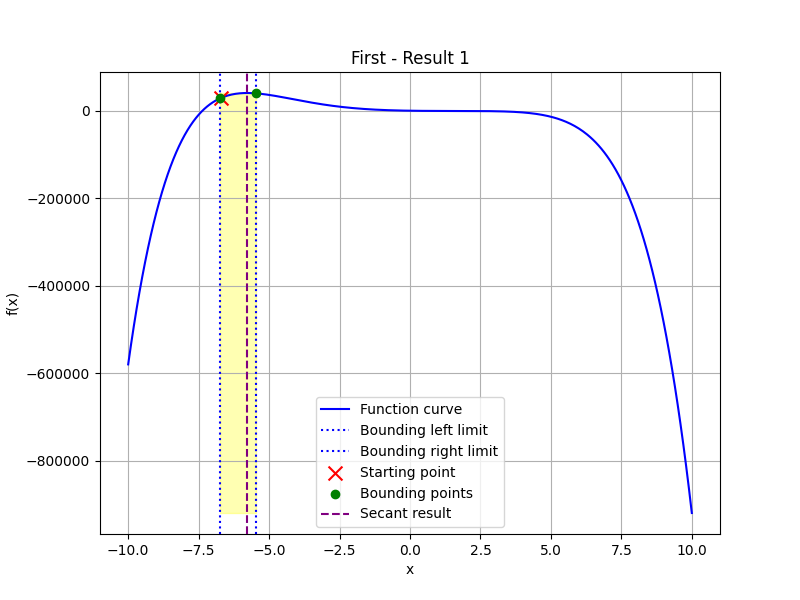 First - Result 1
f(x)
0
−200000
−400000
−600000
−800000
Function curve
Bounding left limit
Bounding right limit
Starting point
Bounding points
Secant result
−10.0 −7.5 −5.0 −2.5 0.0 2.5 5.0 7.5 10.0
x